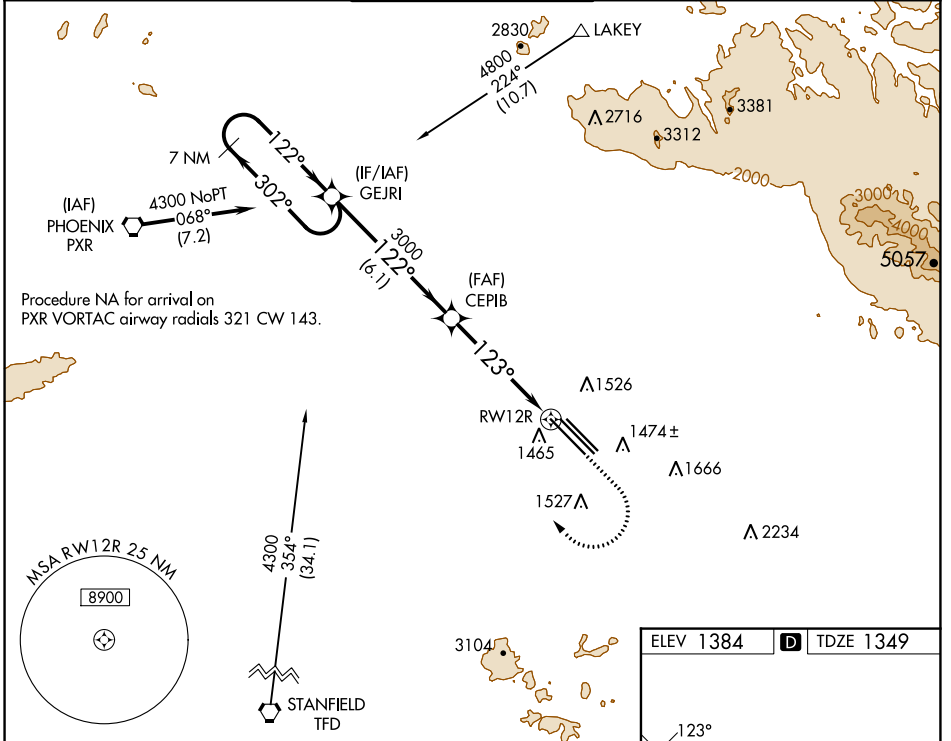 2830
LAKEY
4800
224°
(10.7)
2716
3381
3312
2000
3000
4000
5057
7 NM
122°
302°
(IF/IAF)
GEJRI
(IAF)
PHOENIX
PXR
4300 NoPT
068°
(7.2)
3000
122°
(6.1)
(FAF)
CEPIB
Procedure NA for arrival on
PXR VORTAC airway radials 321 CW 143.
123°
1526
RW12R
1465
1474 ±
1666
1527
2234
4300
354°
(34.1)
MSA RW12R 25 NM
8900
STANFIELD
TFD
3104
ELEV 1384 D TDZE 1349
123°